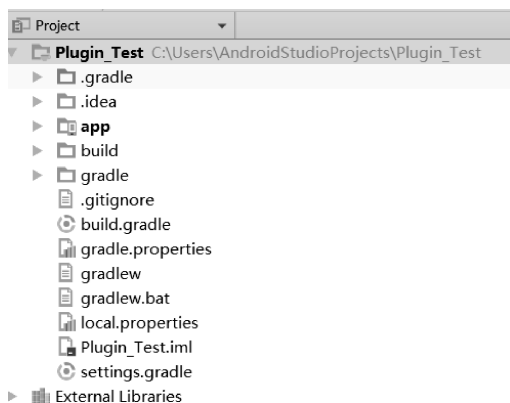 Project
Plugin_Test C:\Users\AndroidStudioProjects\Plugin_Test
.gradle
.idea
app
build
gradle
.gitignore
build.gradle
gradle.properties
gradlew
gradlew.bat
local.properties
Plugin_Test.iml
settings.gradle
External Libraries